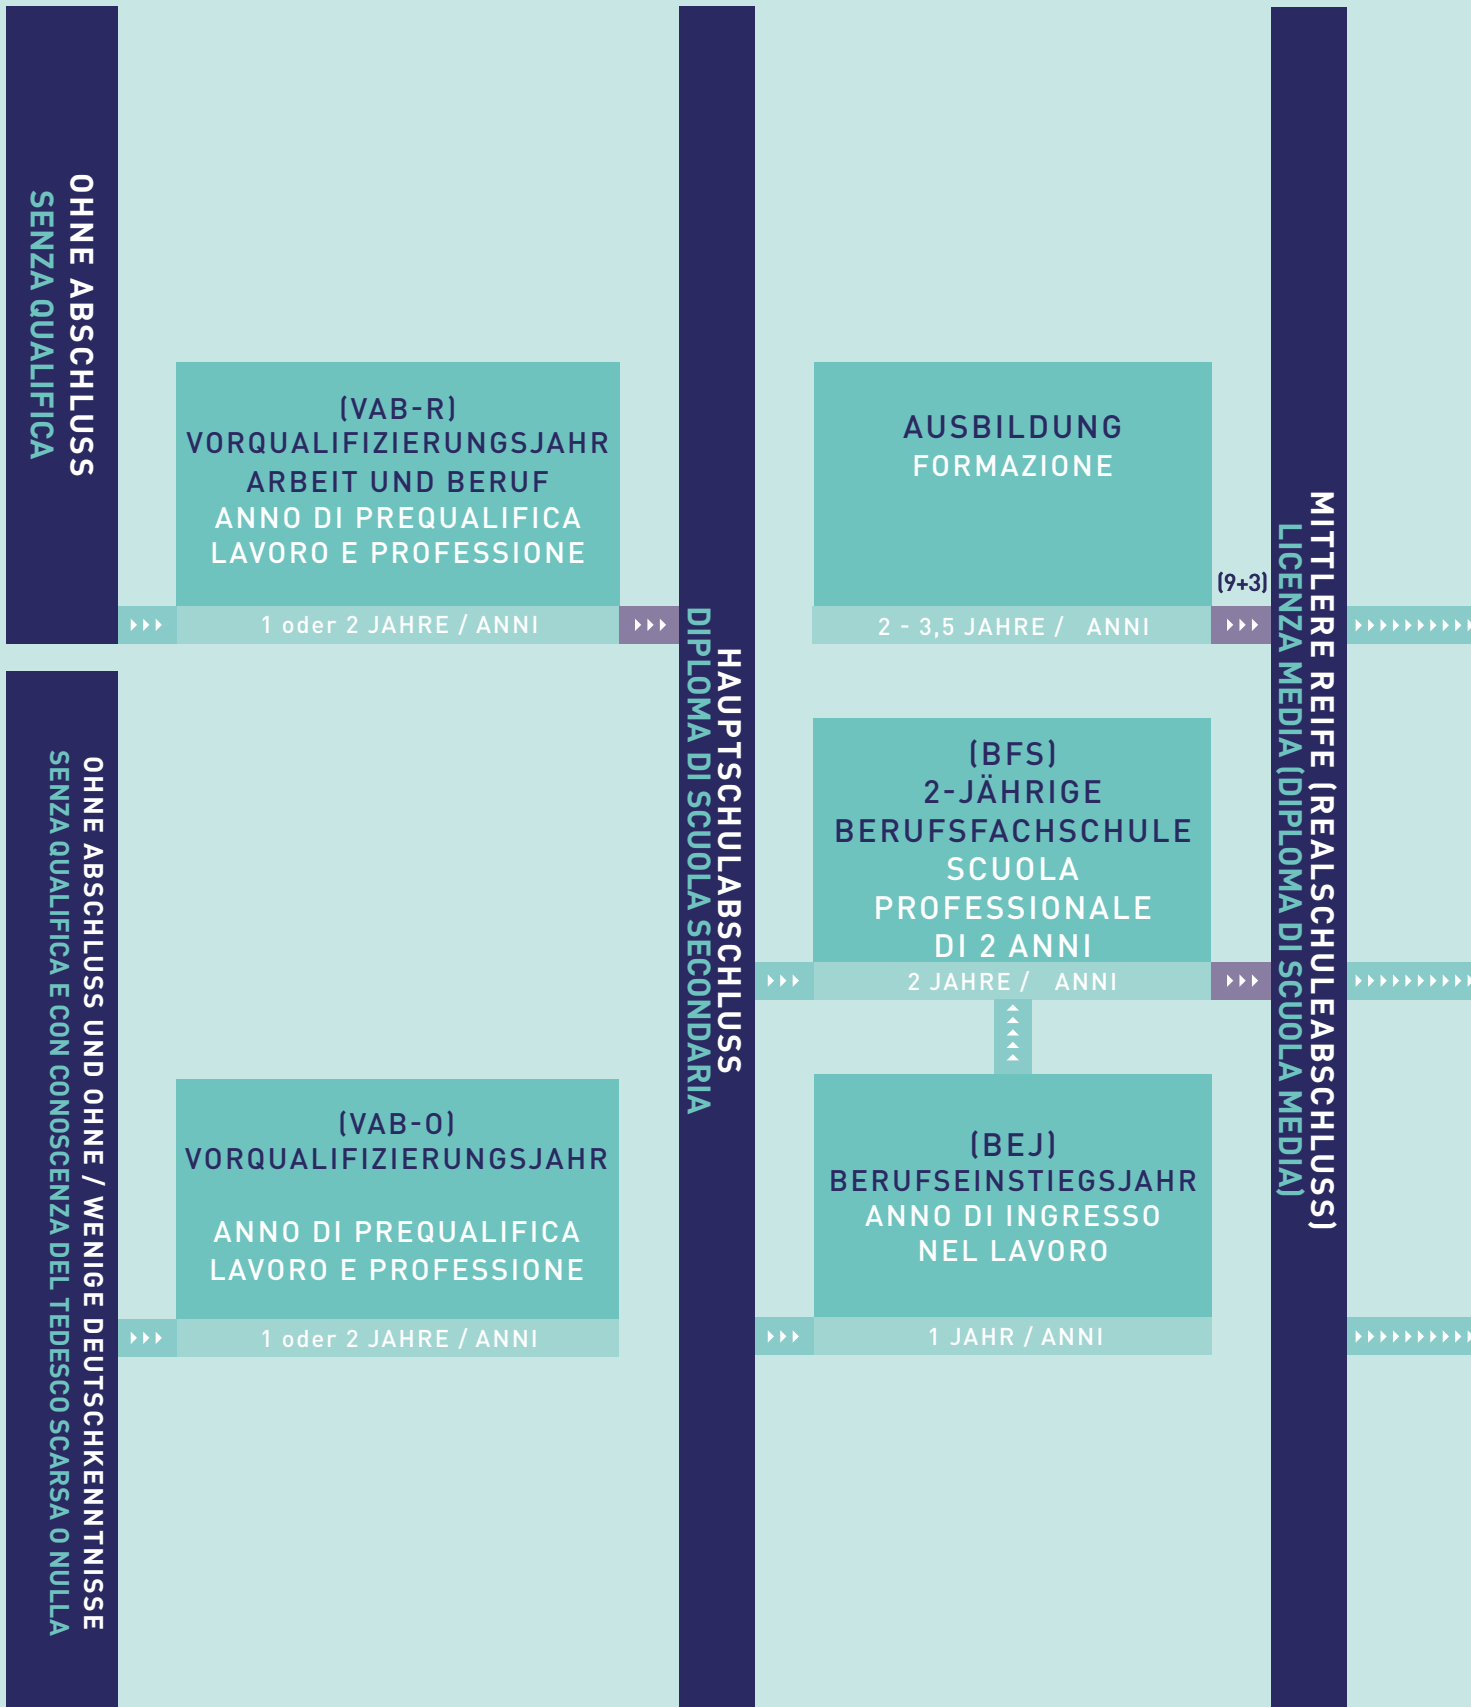 OHNE ABSCHLUSS
SENZA QUALIFICA
(VAB-R)
VORQUALIFIZIERUNGSJAHR
ARBEIT UND BERUF
ANNO DI PREQUALIFICA
LAVORO E PROFESSIONE
1 oder 2 JAHRE / ANNI
OHNE ABSCHLUSS UND OHNE / WENIGE DEUTSCHKENNTNISSE
SENZA QUALIFICA E CON CONOSCENZA DEL TEDESCO SCARSA O NULLA
(VAB-O)
VORQUALIFIZIERUNGSJAHR
ANNO DI PREQUALIFICA
LAVORO E PROFESSIONE
1 oder 2 JAHRE / ANNI
HAUPTSCHULABSCHLUSS
DIPLOMA DI SCUOLA SECONDARIA
AUSBILDUNG
FORMAZIONE
2 - 3,5 JAHRE / ANNI
(9+3)
(BFS)
2-JÄHRIGE
BERUFSFACHSCHULE
SCUOLA
PROFESSIONALE
DI 2 ANNI
2 JAHRE / ANNI
(BEJ)
BERUFSEINSTIEGSJAHR
ANNO DI INGRESSO
NEL LAVORO
1 JAHR / ANNI
MITTLERE REIFE (REALSCHULEABSCHLUSS)
LICENZA MEDIA (DIPLOMA DI SCUOLA MEDIA)